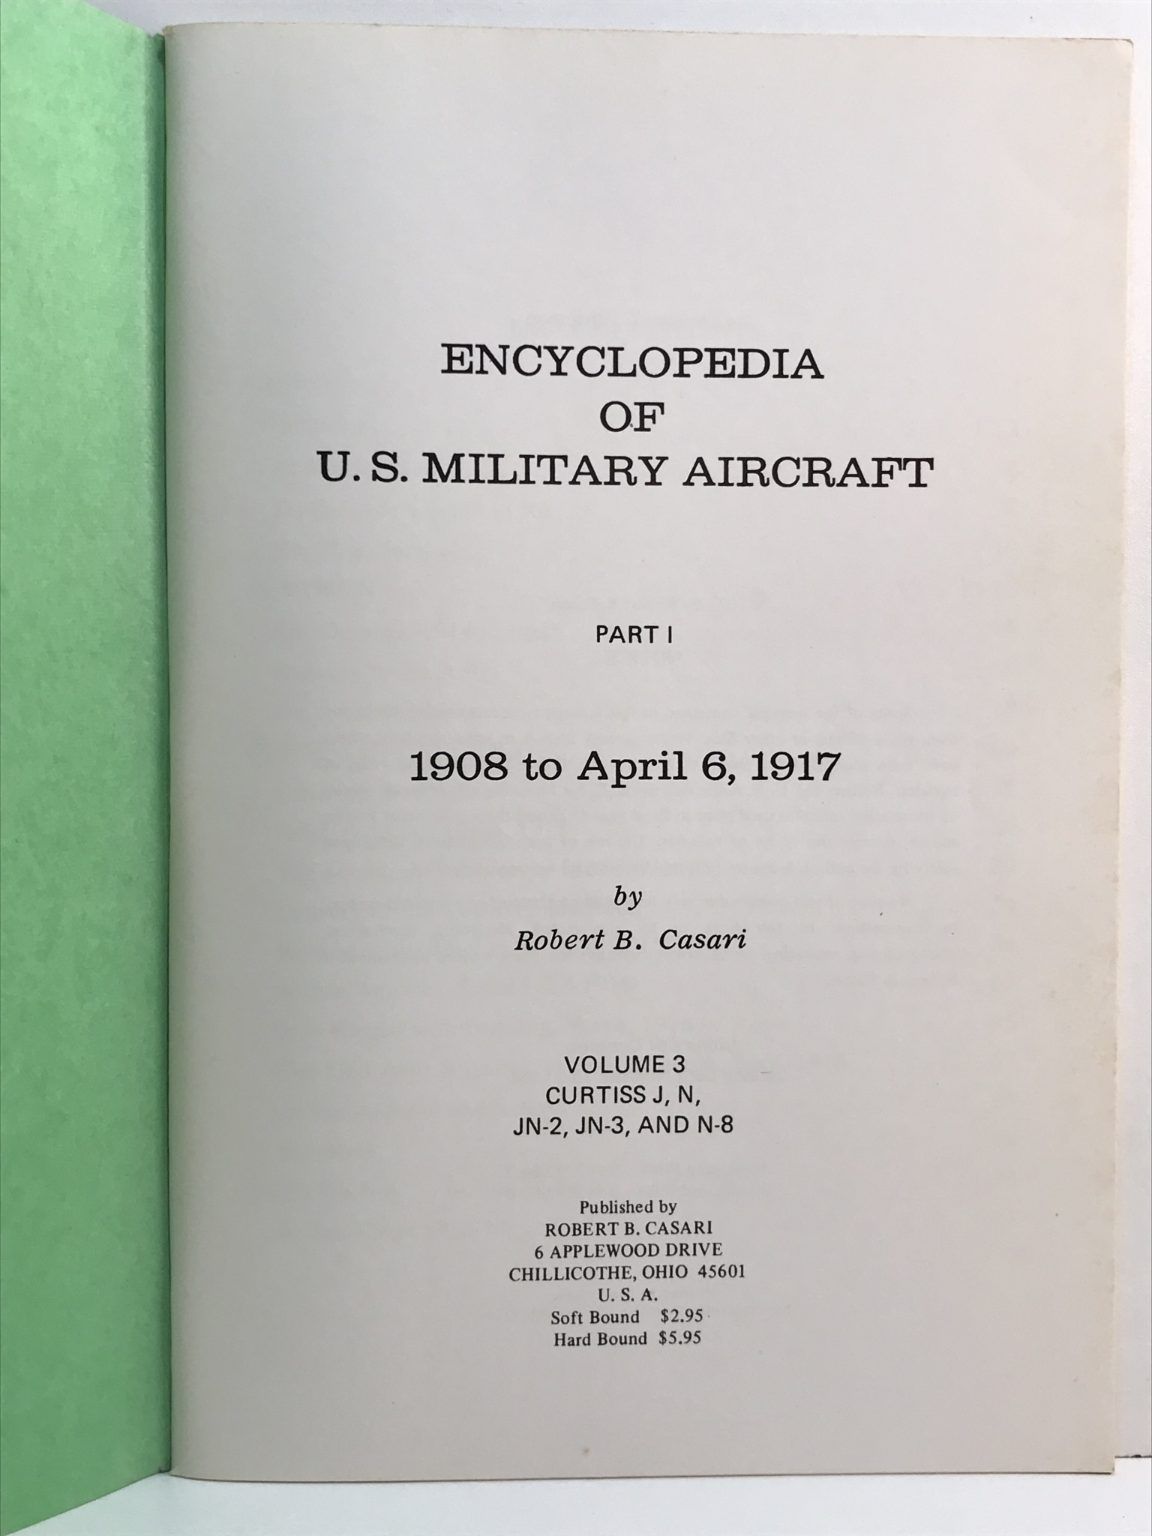 ENCYCLOPEDIA
OF
U. S. MILITARY AIRCRAFT
PART I
1908 to April 6, 1917
by
Robert B. Casari
VOLUME 3
CURTISS J, N,
JN-2, JN-3, AND N-8
Published by
ROBERT B. CASARI
6 APPLEWOOD DRIVE
CHILLICOTHE, OHIO 45601
U. S. A.
Soft Bound $2.95
Hard Bound $5.95